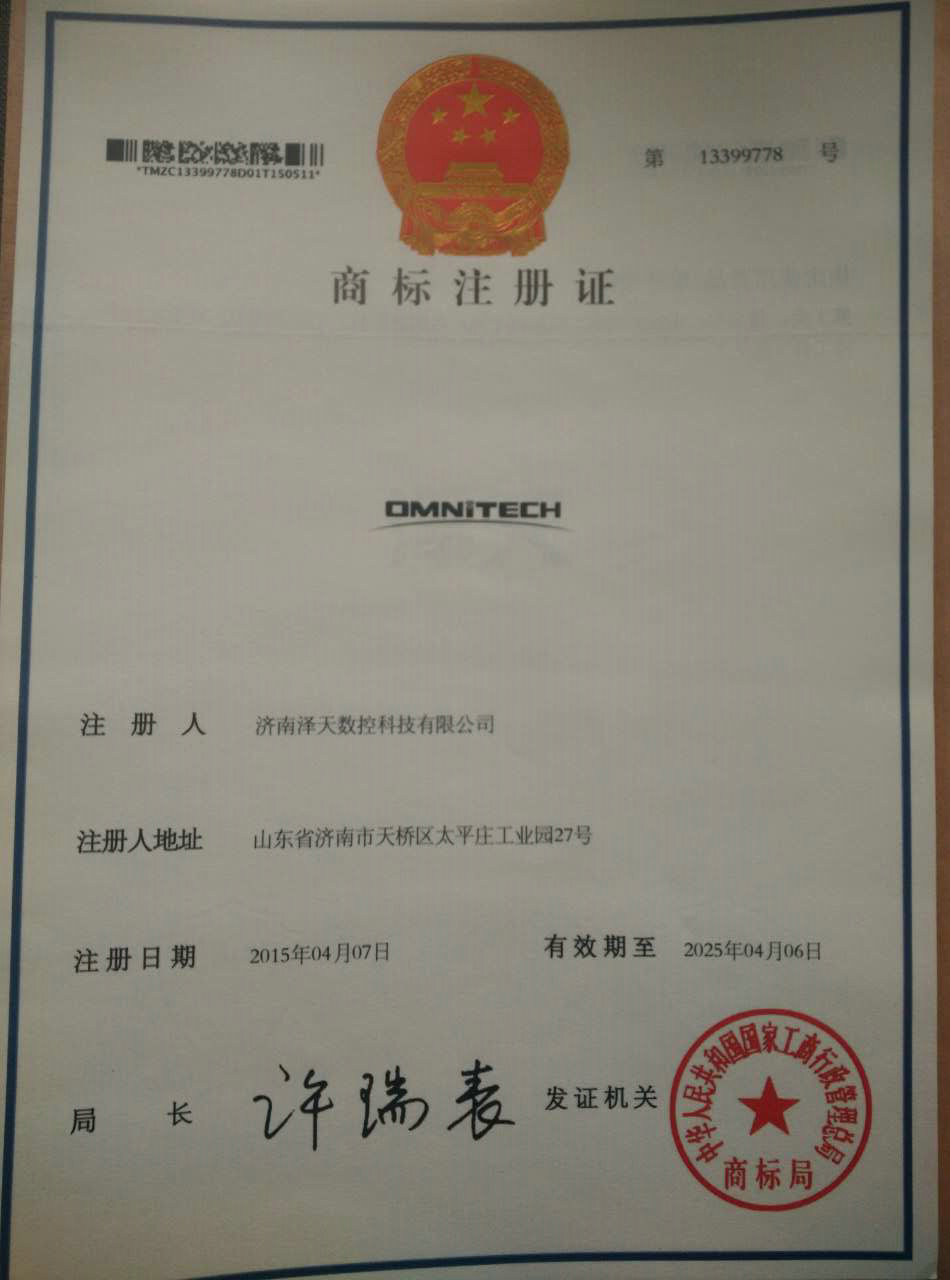 *TMZC13399778D01T150511*
第 13399778 号
商标注册证
OMNiTECH
注册人 济南泽天数控科技有限公司
注册人地址 山东省济南市天桥区太平庄工业园27号
注册日期 2015年04月07日 有效期至 2025年04月06日
局长 许瑞表 发证机关
中华人民共和国国家工商行政管理总局
商标局